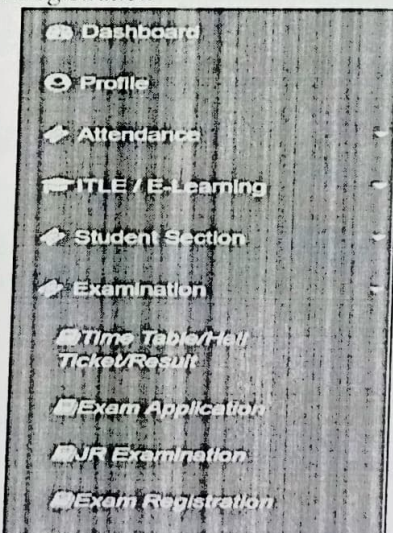 Dashboard
Profile
Attendance
ITLE / E-Learning
Student Section
Examination
Time Table/Hall
Ticket/Result
Exam Application
JR Examination
Exam Registration